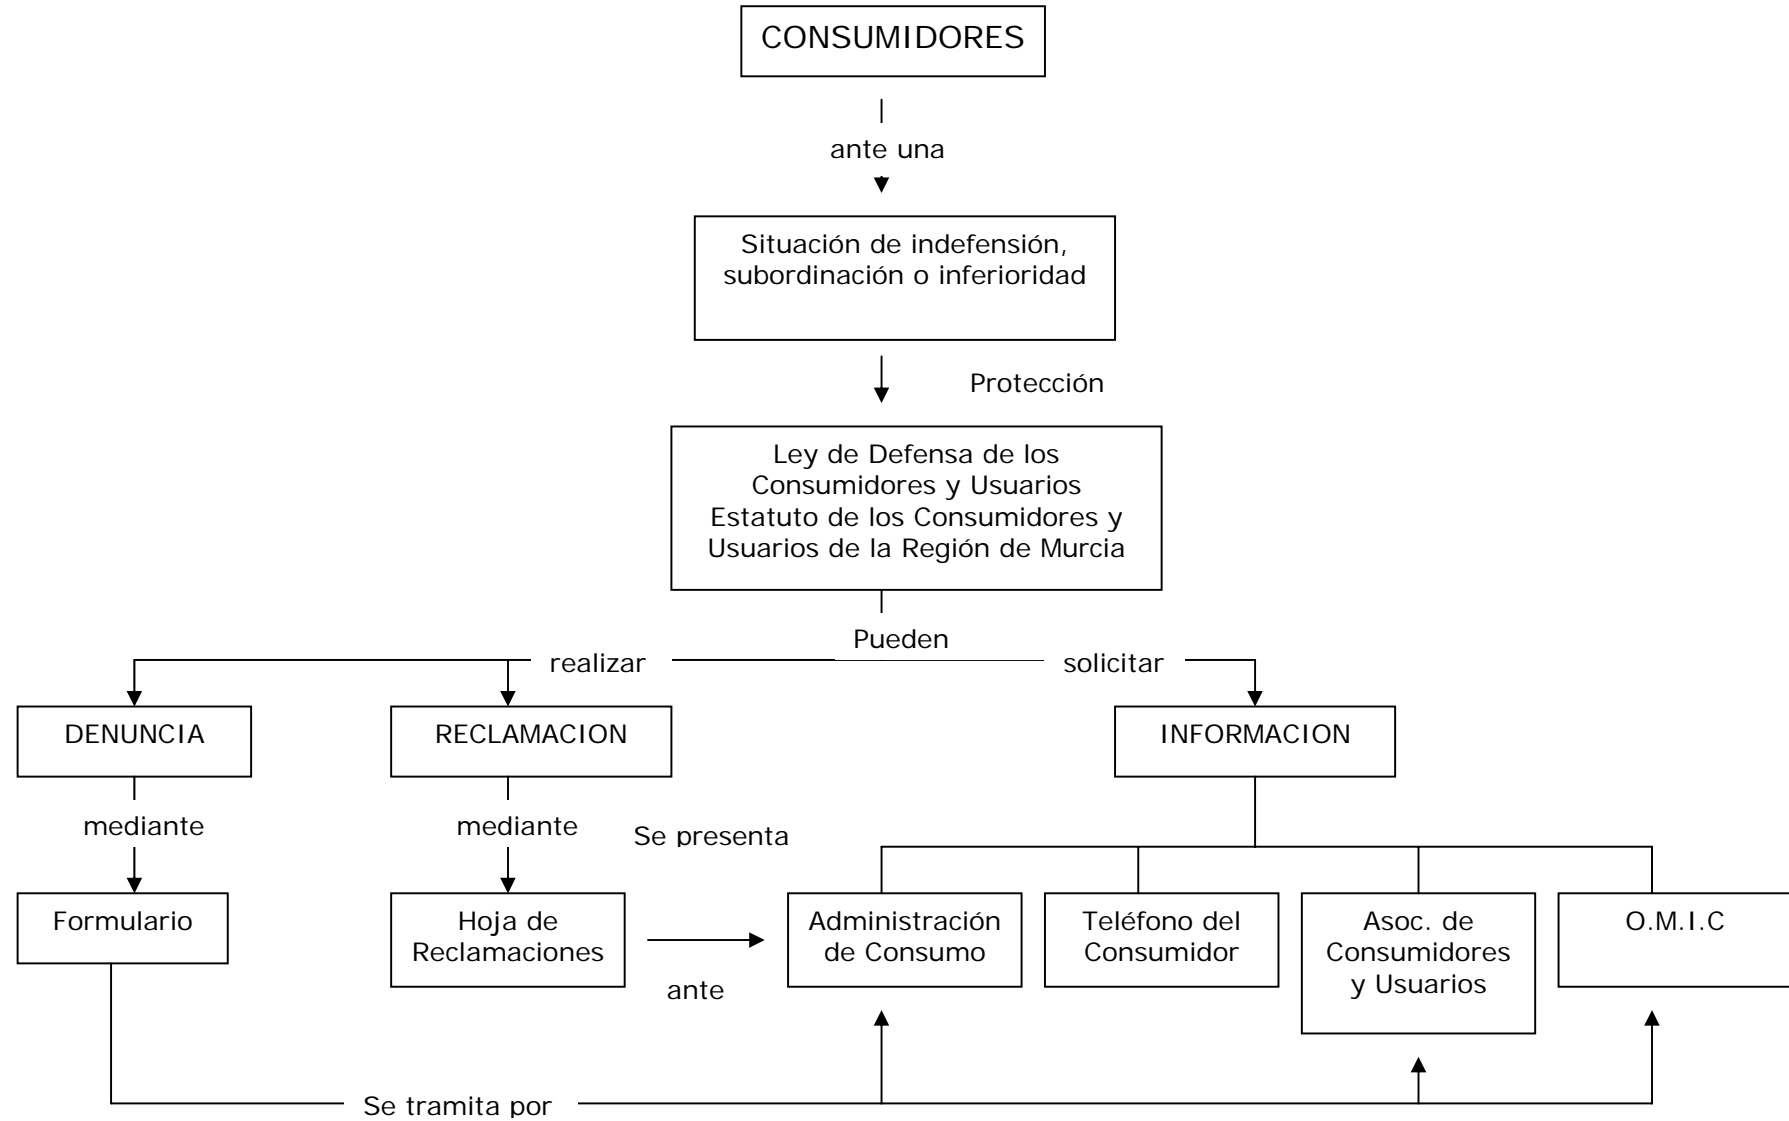 CONSUMIDORES
ante una
Situación de indefensión,
subordinación o inferioridad
Protección
Ley de Defensa de los
Consumidores y Usuarios
Estatuto de los Consumidores y
Usuarios de la Región de Murcia
Pueden
realizar
solicitar
DENUNCIA
RECLAMACION
INFORMACION
mediante
mediante
Se presenta
Formulario
Hoja de
Reclamaciones
ante
Administración
de Consumo
Teléfono del
Consumidor
Asoc. de
Consumidores
y Usuarios
O.M.I.C
Se tramita por